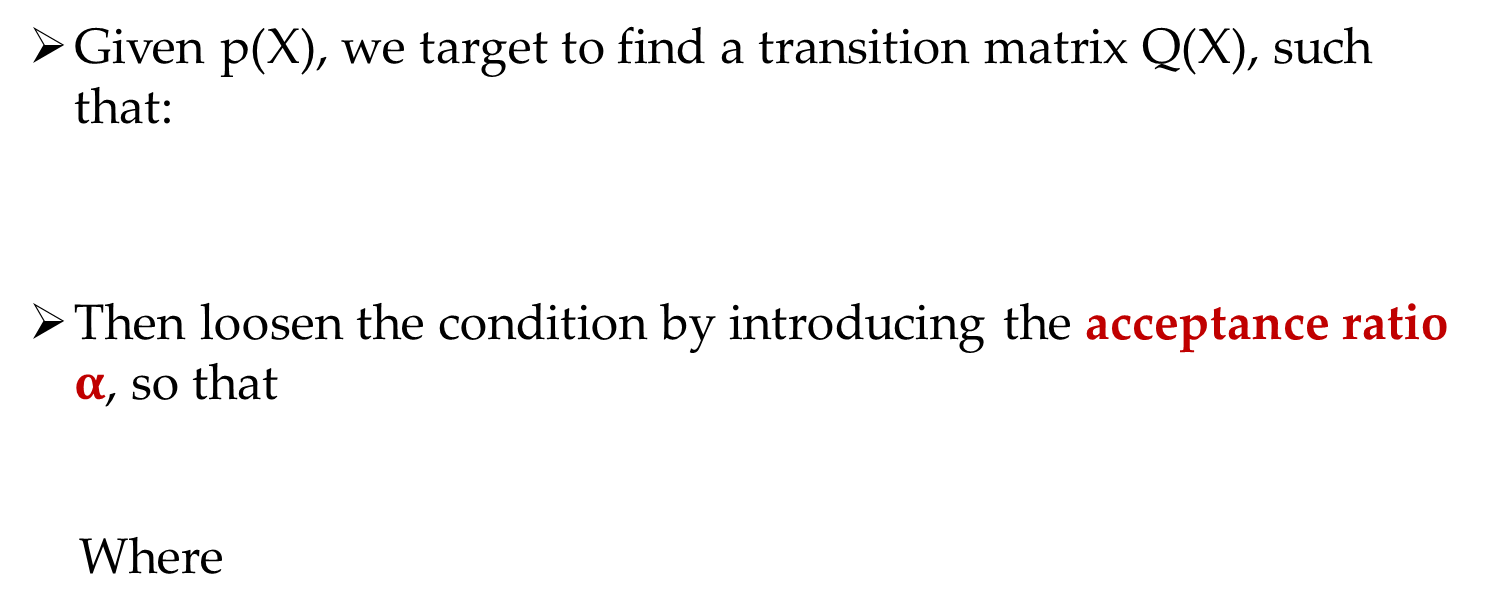 ➢Given p(X), we target to find a transition matrix Q(X), such
that:
➢Then loosen the condition by introducing the acceptance ratio
α, so that
Where